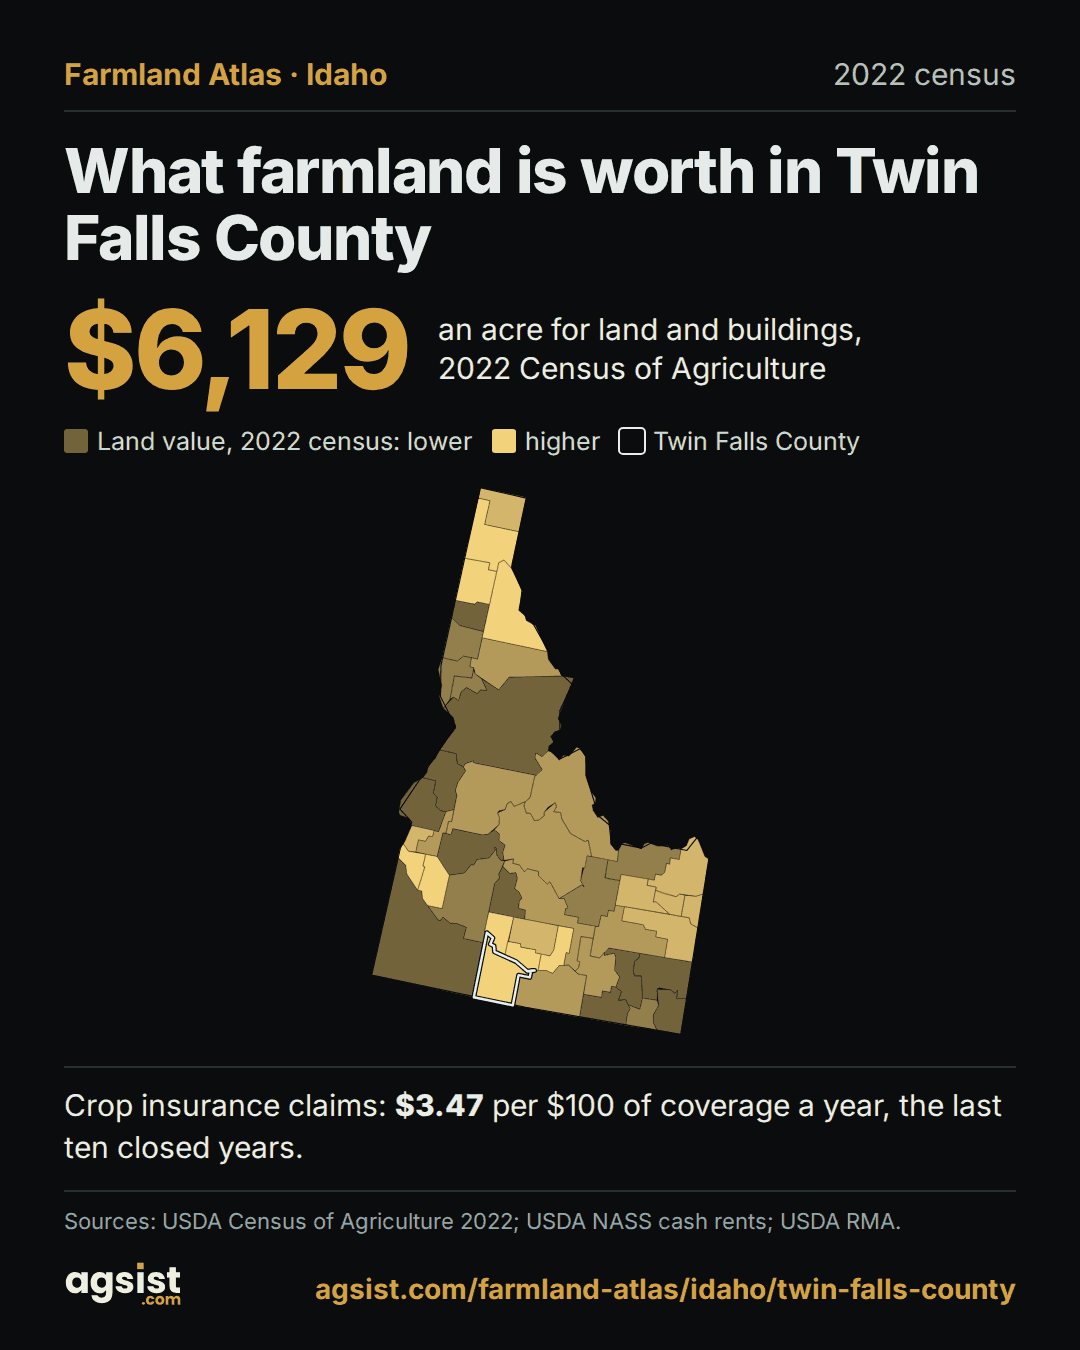 Farmland Atlas · Idaho
2022 census
What farmland is worth in Twin
Falls County
$6,129
an acre for land and buildings,
2022 Census of Agriculture
Land value, 2022 census: lower
higher
Twin Falls County
Crop insurance claims: $3.47 per $100 of coverage a year, the last
ten closed years.
Sources: USDA Census of Agriculture 2022; USDA NASS cash rents; USDA RMA.
agsist
.com
agsist.com/farmland-atlas/idaho/twin-falls-county